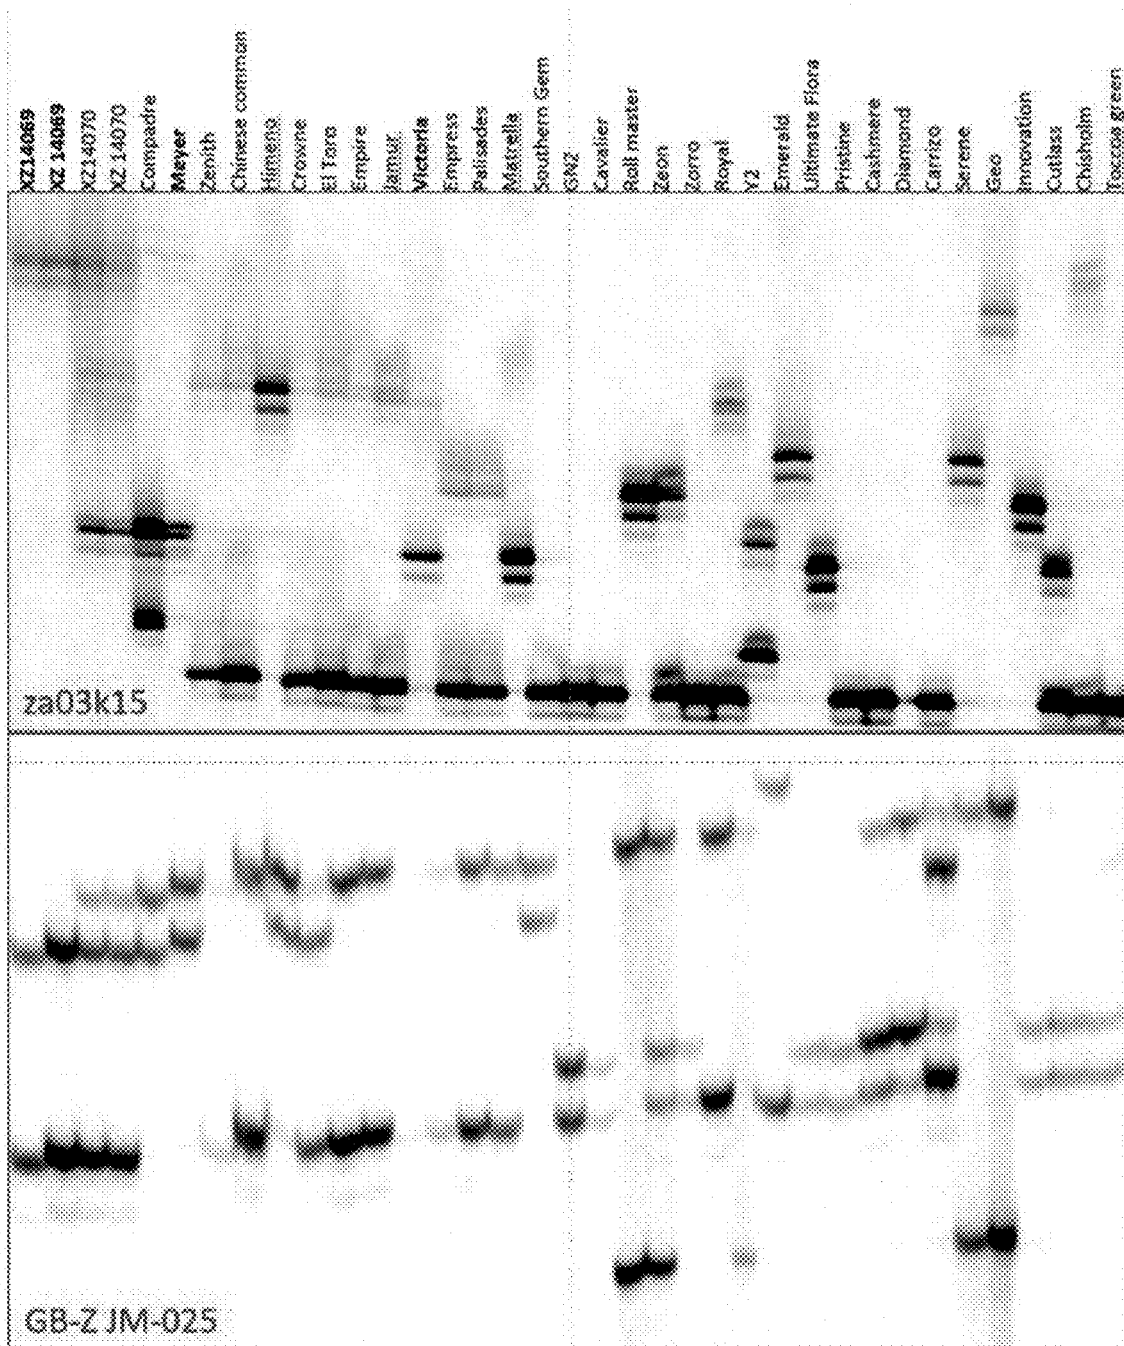 XZ14069
XZ 14069
XZ14070
XZ 14070
Compadre
Meyer
Zenith
Chinese common
Himeno
Crowne
El Toro
Empire
Jamur
Victoria
Empress
Palisades
Matrella
Southern Gem
GN2
Cavalier
Roll master
Zeon
Zorro
Royal
Y2
Emerald
Ultimate Flora
Pristine
Cashmere
Diamond
Carrizo
Serene
Geo
Innovation
Cutlass
Chisholm
Toccoa green
za03k15
GB-Z JM-025